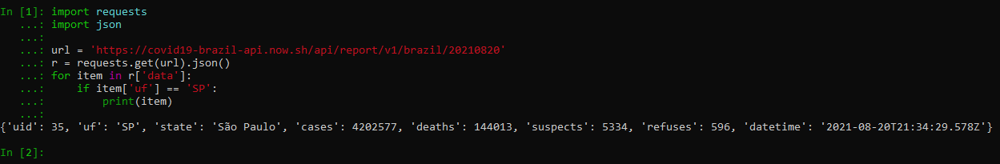 In [1]: import requests
   ...: import json
   ...:
   ...: url = 'https://covid19-brazil-api.now.sh/api/report/v1/brazil/20210820'
   ...: r = requests.get(url).json()
   ...: for item in r['data']:
   ...:     if item['uf'] == 'SP':
   ...:         print(item)
   ...:
{'uid': 35, 'uf': 'SP', 'state': 'São Paulo', 'cases': 4202577, 'deaths': 144013, 'suspects': 5334, 'refuses': 596, 'datetime': '2021-08-20T21:34:29.578Z'}
In [2]: